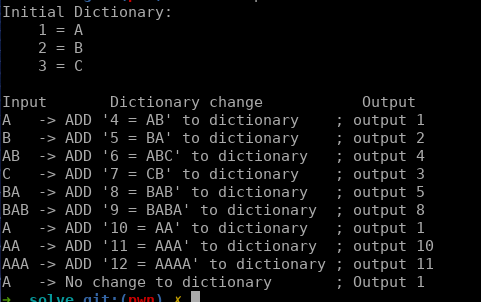 Initial Dictionary:
    1 = A
    2 = B
    3 = C

Input       Dictionary change            Output
A   -> ADD '4 = AB' to dictionary    ; output 1
B   -> ADD '5 = BA' to dictionary    ; output 2
AB  -> ADD '6 = ABC' to dictionary   ; output 4
C   -> ADD '7 = CB' to dictionary    ; output 3
BA  -> ADD '8 = BAB' to dictionary   ; output 5
BAB -> ADD '9 = BABA' to dictionary  ; output 8
A   -> ADD '10 = AA' to dictionary   ; output 1
AA  -> ADD '11 = AAA' to dictionary  ; output 10
AAA -> ADD '12 = AAAA' to dictionary ; output 11
A   -> No change to dictionary       ; Output 1
→  solve git:(pwn) ✗